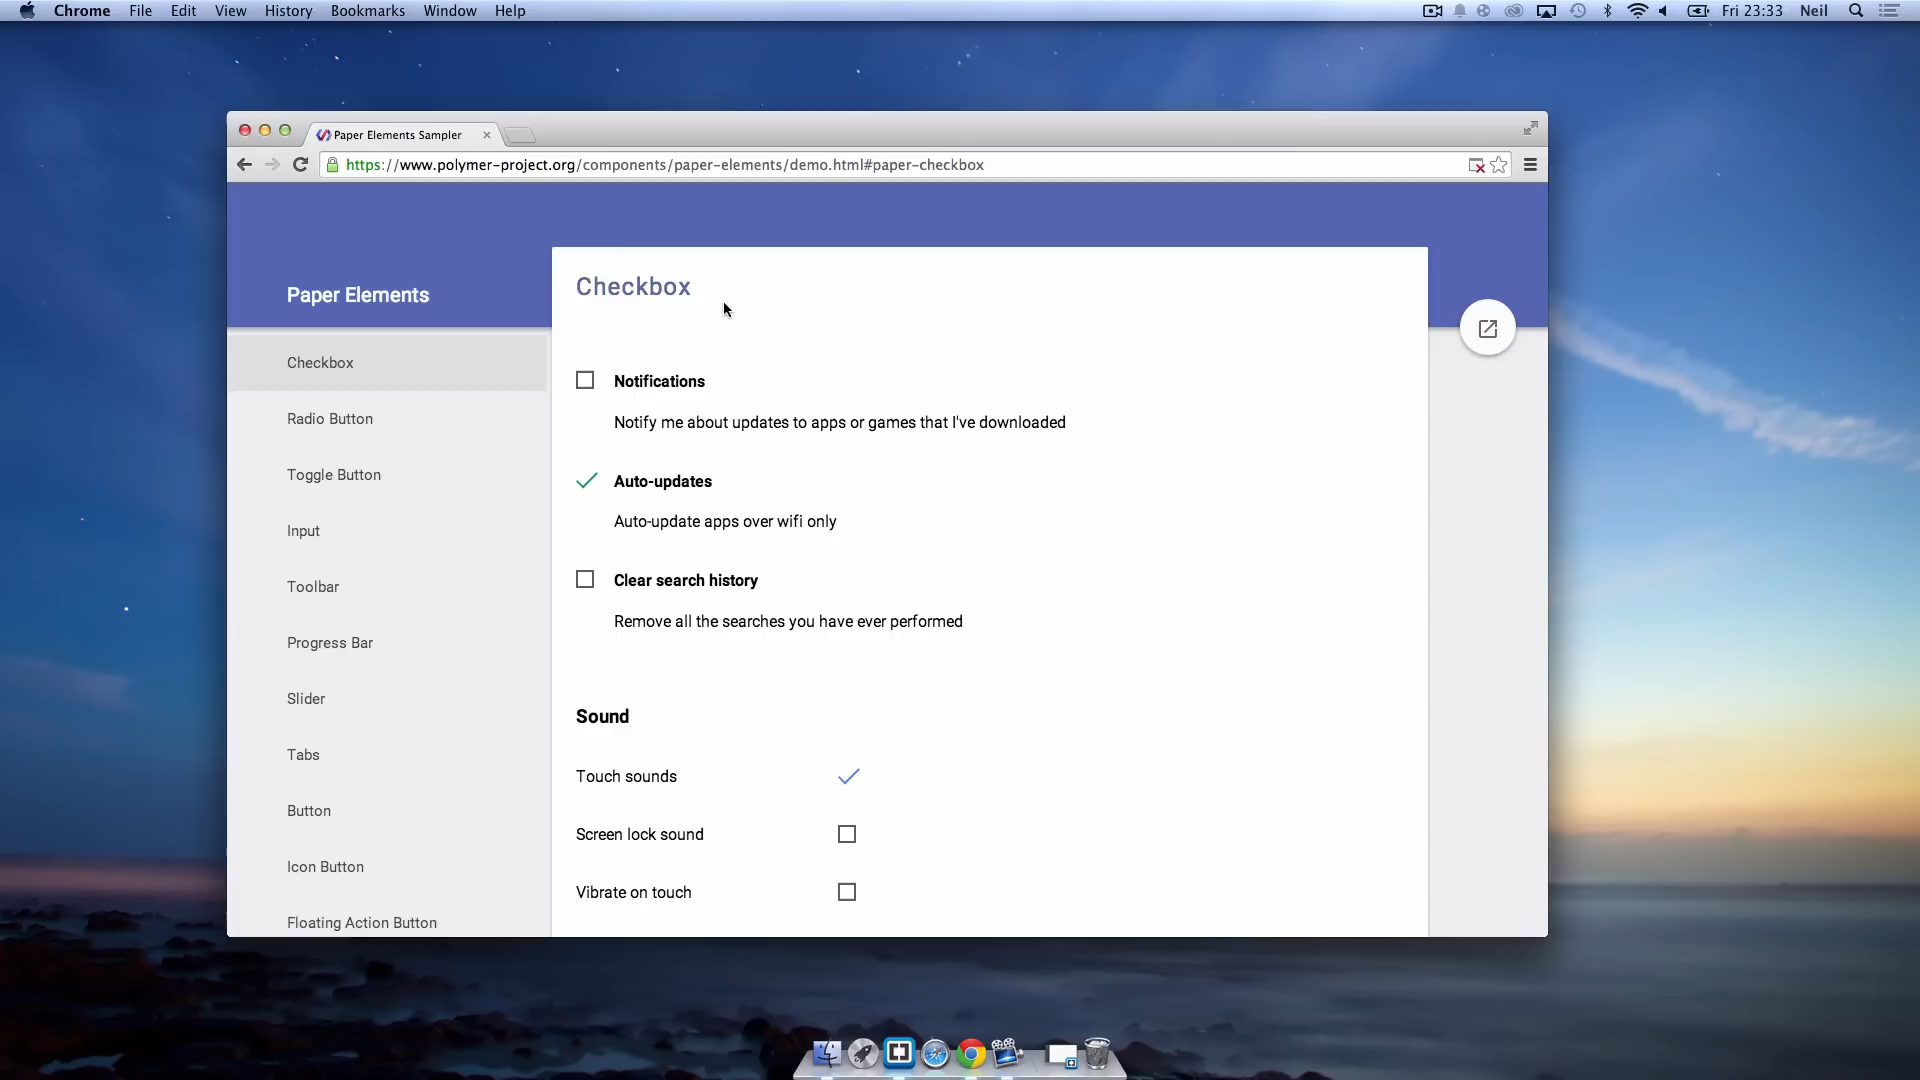 Chrome File Edit View History Bookmarks Window Help Fri 23:33 Neil
Paper Elements Sampler
https://www.polymer-project.org/components/paper-elements/demo.html#paper-checkbox
Paper Elements
Checkbox
Radio Button
Toggle Button
Input
Toolbar
Progress Bar
Slider
Tabs
Button
Icon Button
Floating Action Button
Checkbox
Notifications
Notify me about updates to apps or games that I've downloaded
Auto-updates
Auto-update apps over wifi only
Clear search history
Remove all the searches you have ever performed
Sound
Touch sounds
Screen lock sound
Vibrate on touch